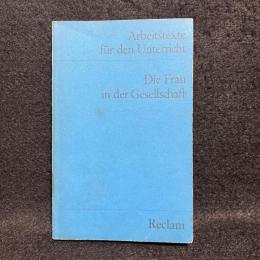 Arbeitstexte
für den Unterricht
Die Frau
in der Gesellschaft
Reclam